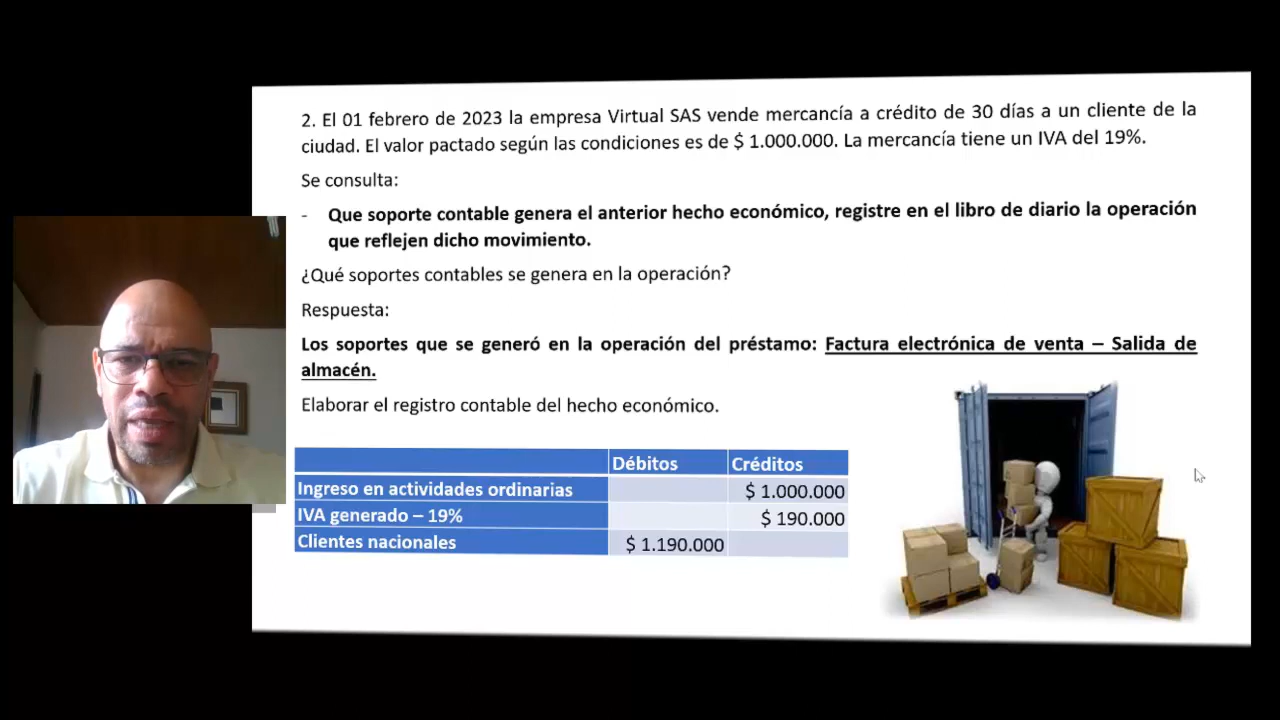 2. El 01 febrero de 2023 la empresa Virtual SAS vende mercancía a crédito de 30 días a un cliente de la
ciudad. El valor pactado según las condiciones es de $ 1.000.000. La mercancía tiene un IVA del 19%.
Se consulta:
- Que soporte contable genera el anterior hecho económico, registre en el libro de diario la operación
que reflejen dicho movimiento.
¿Qué soportes contables se genera en la operación?
Respuesta:
Los soportes que se generó en la operación del préstamo: Factura electrónica de venta – Salida de
almacén.
Elaborar el registro contable del hecho económico.
Débitos Créditos
Ingreso en actividades ordinarias $ 1.000.000
IVA generado – 19% $ 190.000
Clientes nacionales $ 1.190.000